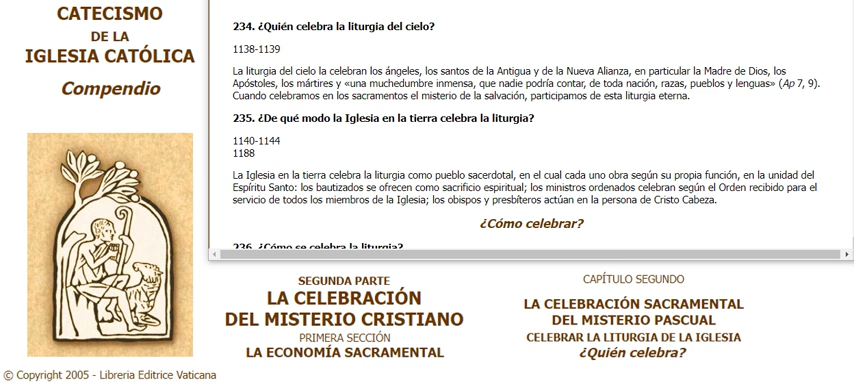 CATECISMO
DE LA
IGLESIA CATÓLICA
Compendio
234. ¿Quién celebra la liturgia del cielo?
1138-1139
La liturgia del cielo la celebran los ángeles, los santos de la Antigua y de la Nueva Alianza, en particular la Madre de Dios, los
Apóstoles, los mártires y «una muchedumbre inmensa, que nadie podría contar, de toda nación, razas, pueblos y lenguas» (Ap 7, 9).
Cuando celebramos en los sacramentos el misterio de la salvación, participamos de esta liturgia eterna.
235. ¿De qué modo la Iglesia en la tierra celebra la liturgia?
1140-1144
1188
La Iglesia en la tierra celebra la liturgia como pueblo sacerdotal, en el cual cada uno obra según su propia función, en la unidad del
Espíritu Santo: los bautizados se ofrecen como sacrificio espiritual; los ministros ordenados celebran según el Orden recibido para el
servicio de todos los miembros de la Iglesia; los obispos y presbíteros actúan en la persona de Cristo Cabeza.
¿Cómo celebrar?
236. ¿Cómo se celebra la liturgia?
SEGUNDA PARTE
LA CELEBRACIÓN
DEL MISTERIO CRISTIANO
PRIMERA SECCIÓN
LA ECONOMÍA SACRAMENTAL
CAPÍTULO SEGUNDO
LA CELEBRACIÓN SACRAMENTAL
DEL MISTERIO PASCUAL
CELEBRAR LA LITURGIA DE LA IGLESIA
¿Quién celebra?
© Copyright 2005 - Libreria Editrice Vaticana